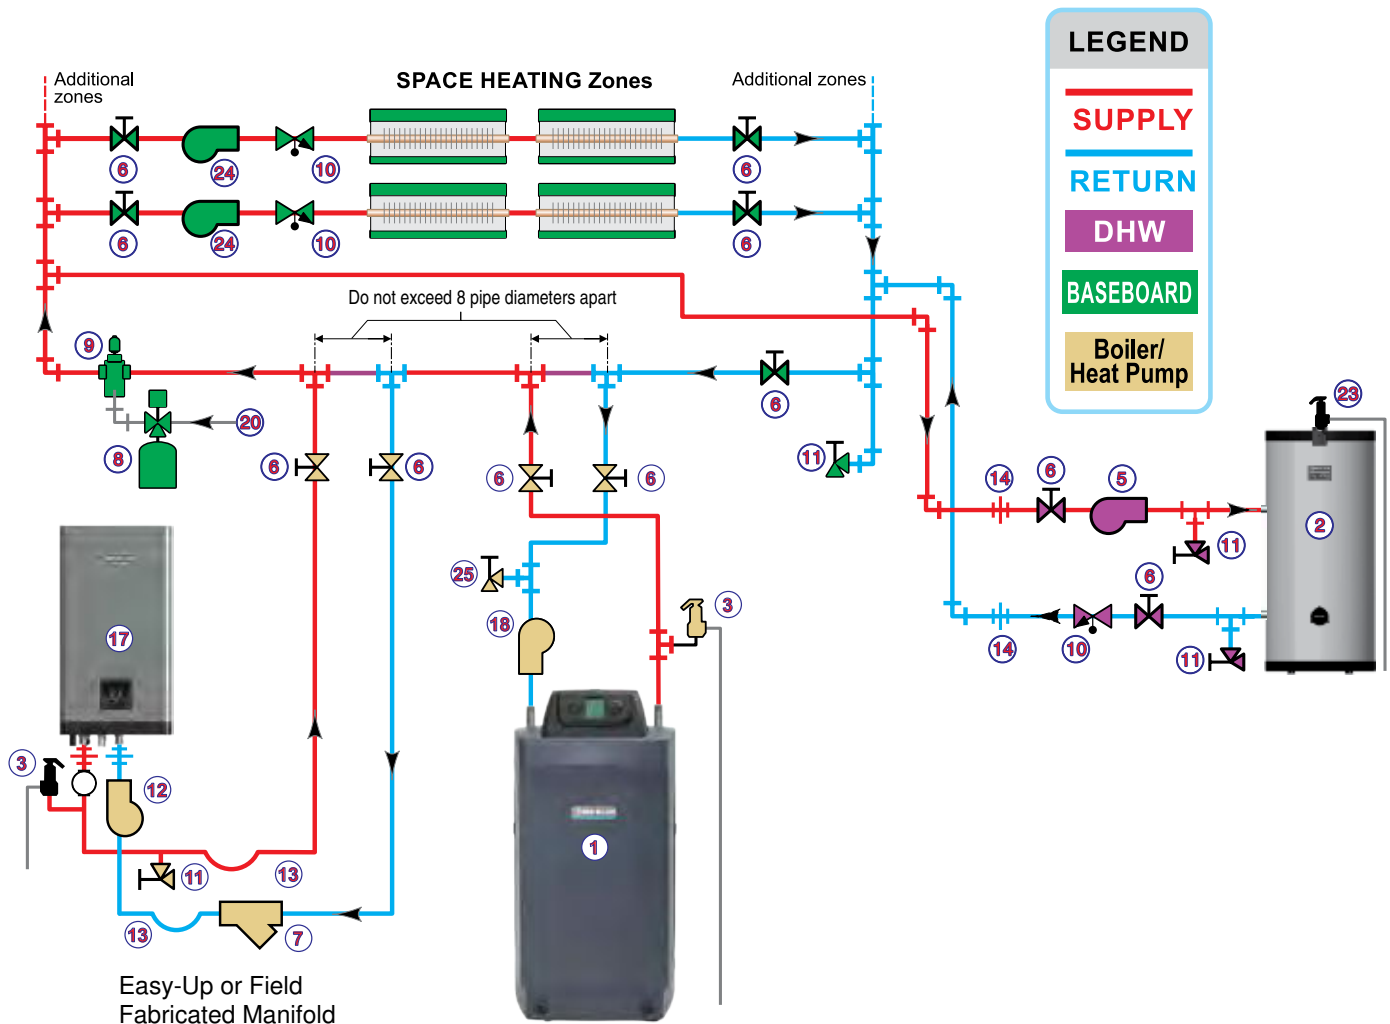 LEGEND
SUPPLY
RETURN
DHW
BASEBOARD
Boiler/
Heat Pump
Additional
zones
SPACE HEATING Zones
Additional zones
6
24
10
6
6
24
10
6
Do not exceed 8 pipe diameters apart
9
8
20
6
6
6
6
6
11
23
14
6
5
11
2
6
14
10
11
25
18
3
17
3
12
11
13
13
7
1
Easy-Up or Field
Fabricated Manifold